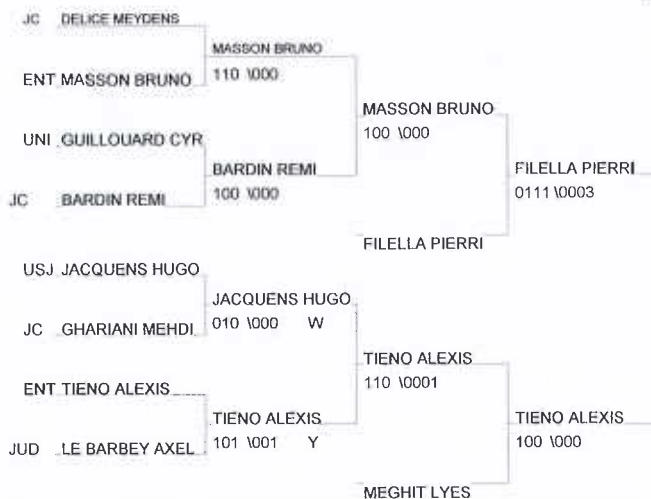 JC DELICE MEYDENS
MASSON BRUNO
ENT MASSON BRUNO 110 \000
MASSON BRUNO
100 \000
UNI GUILLOUARD CYR
BARDIN REMI
100 \000
FILELLA PIERRI
0111 \0003
JC BARDIN REMI
FILELLA PIERRI
USJ JACQUENS HUGO
JACQUENS HUGO
010 \000 W
JC GHARIANI MEHDI
TIENO ALEXIS
110 \0001
ENT TIENO ALEXIS
TIENO ALEXIS
101 \001 Y
TIENO ALEXIS
100 \000
JUD LE BARBEY AXEL
MEGHIT LYES